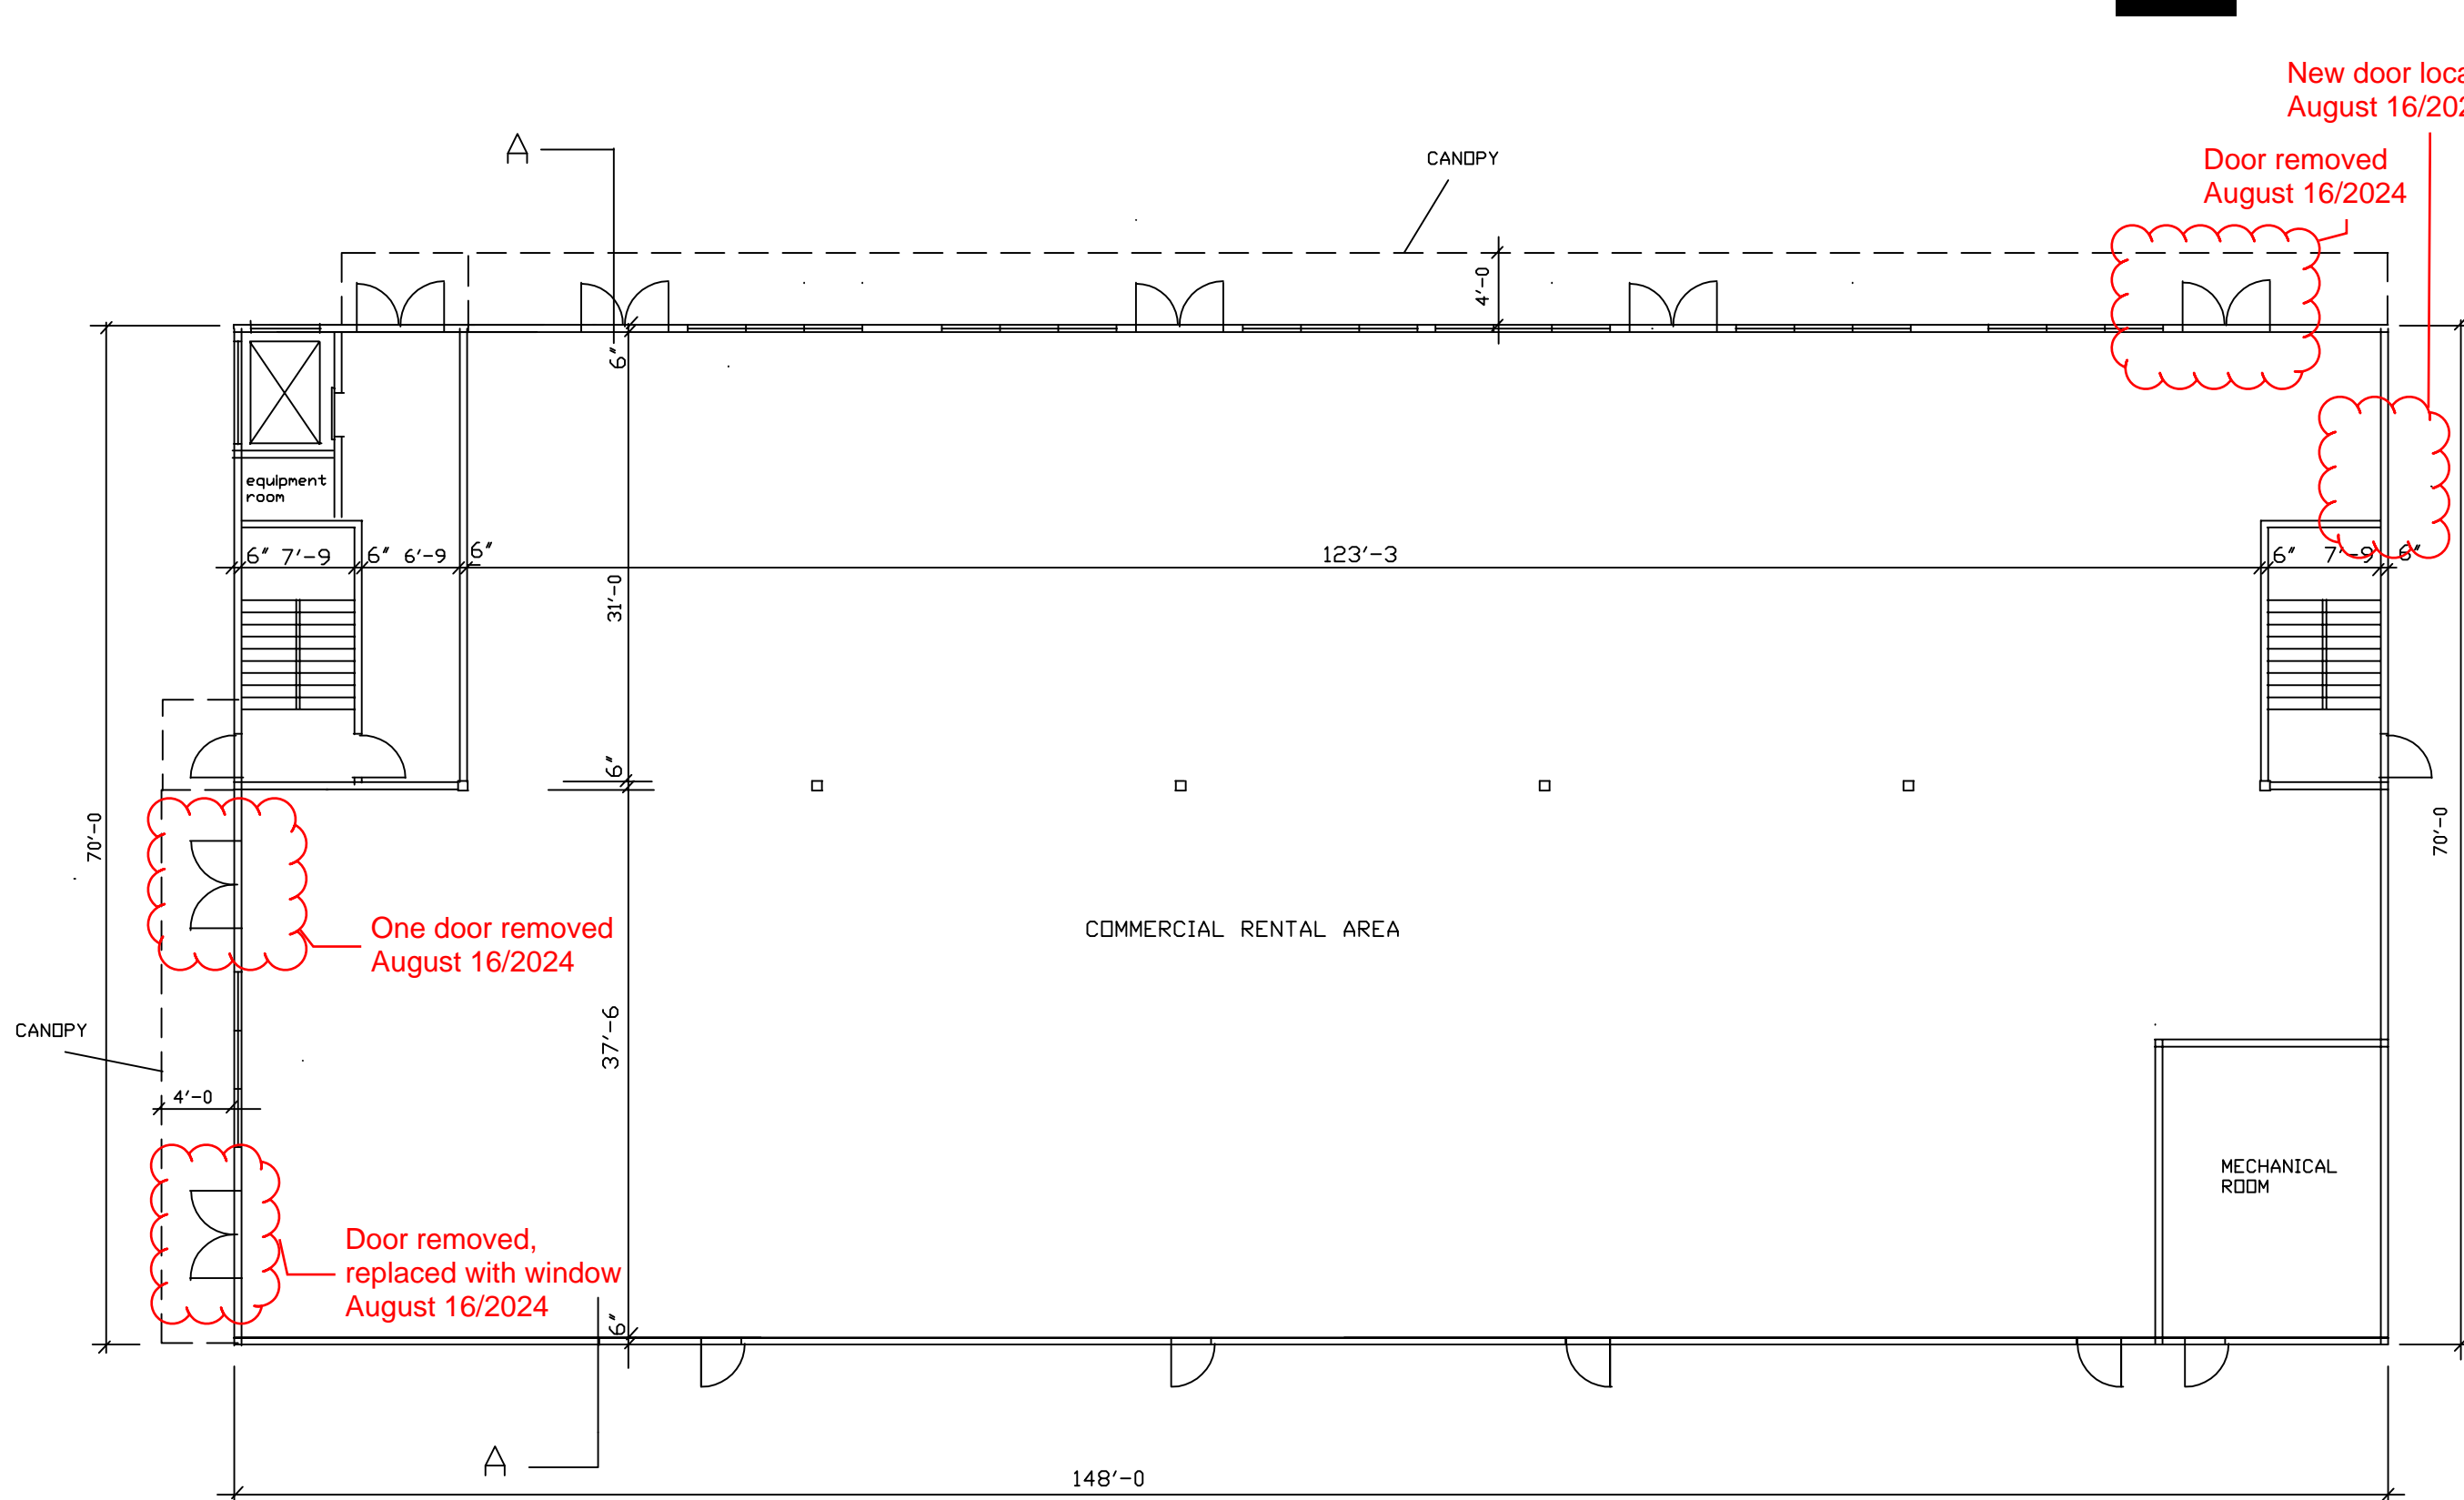 New door loca
August 16/202
Door removed
August 16/2024
A
CANOPY
4'-0
6"
equipment
room
6" 7'-9 6" 6'-9 6" 123'-3 6" 7'-9 6"
31'-0
6"
70'-0
70'-0
COMMERCIAL RENTAL AREA
One door removed
August 16/2024
37'-6
CANOPY
4'-0
MECHANICAL
ROOM
Door removed,
replaced with window
August 16/2024
6"
A
148'-0